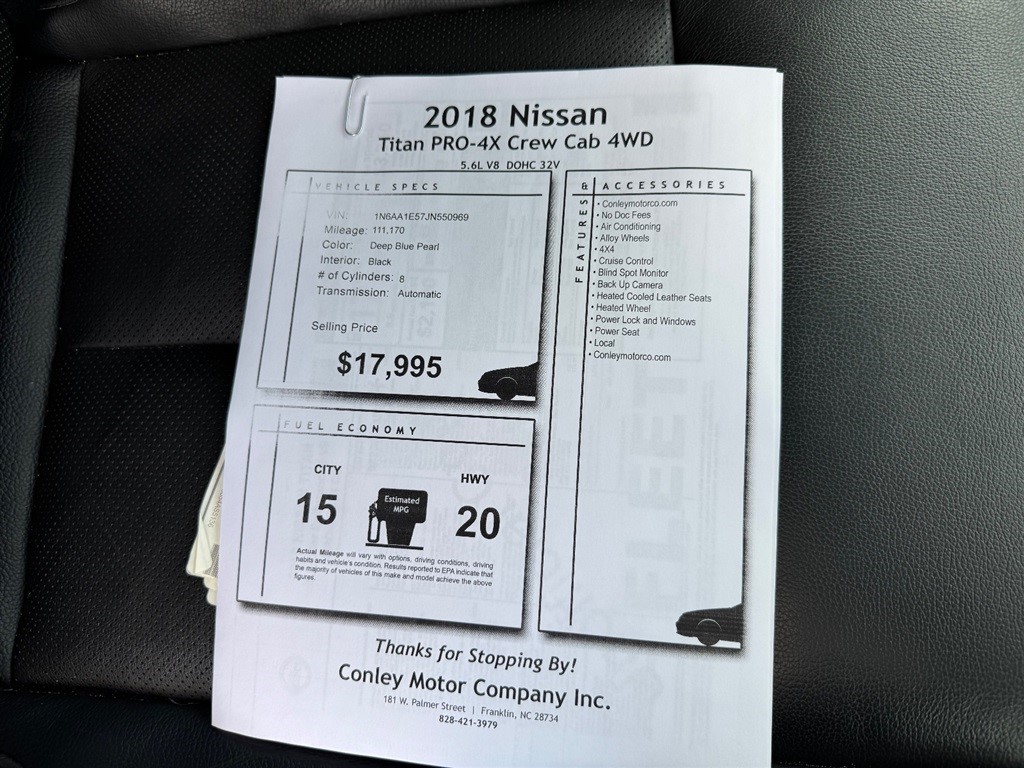 2018 Nissan
Titan PRO-4X Crew Cab 4WD
5.6L V8 DOHC 32V
VEHICLE SPECS
VIN: 1N6AA1E57JN550969
Mileage: 111,170
Color: Deep Blue Pearl
Interior: Black
# of Cylinders: 8
Transmission: Automatic
Selling Price
$17,995
FEATURES & ACCESSORIES
• Conleymotorco.com
• No Doc Fees
• Air Conditioning
• Alloy Wheels
• 4X4
• Cruise Control
• Blind Spot Monitor
• Back Up Camera
• Heated Cooled Leather Seats
• Heated Wheel
• Power Lock and Windows
• Power Seat
• Local
• Conleymotorco.com
FUEL ECONOMY
CITY
15
Estimated
MPG
HWY
20
Actual Mileage will vary with options, driving conditions, driving
habits and vehicle's condition. Results reported to EPA indicate that
the majority of vehicles of this make and model achieve the above
figures.
Thanks for Stopping By!
Conley Motor Company Inc.
181 W. Palmer Street | Franklin, NC 28734
828-421-3979